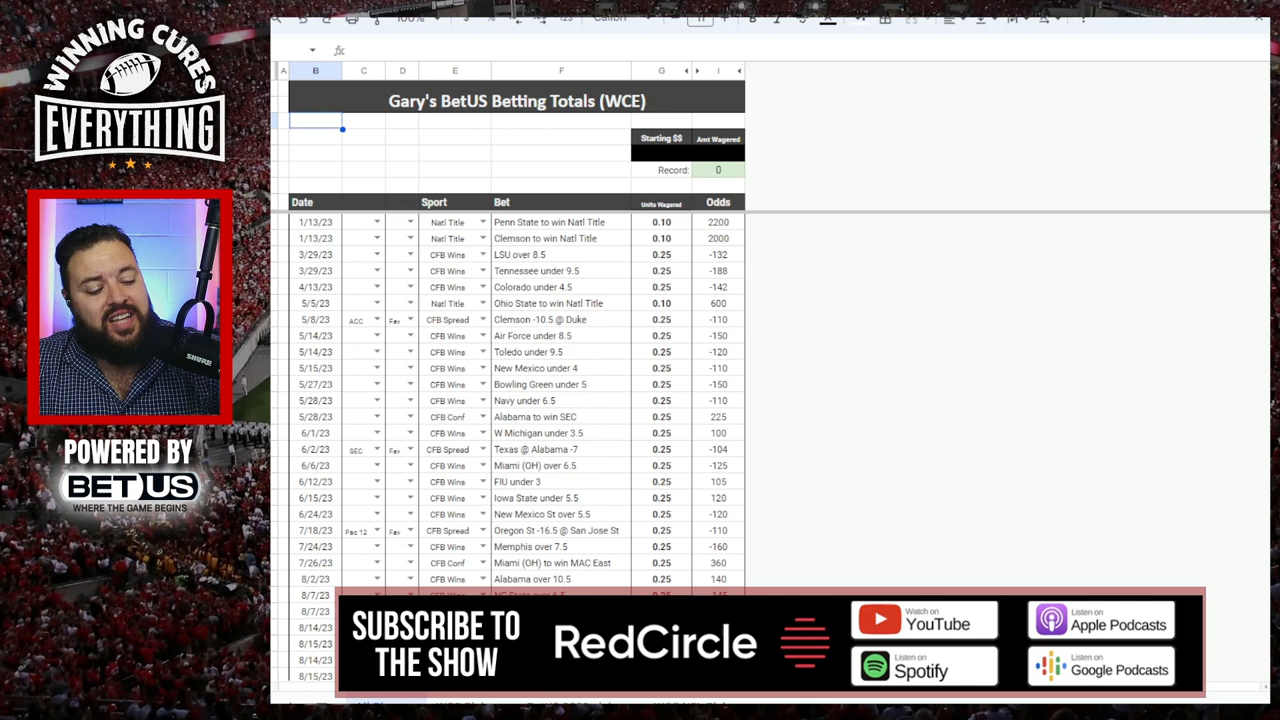 WINNING CURES
EVERYTHING
SHURE
POWERED BY
BETUS
WHERE THE GAME BEGINS
A B C D E F G I
Gary's BetUS Betting Totals (WCE)
Starting $$ Amt Wagered
Record: 0
Date Sport Bet Units Wagered Odds
1/13/23 Natl Title Penn State to win Natl Title 0.10 2200
1/13/23 Natl Title Clemson to win Natl Title 0.10 2000
3/29/23 CFB Wins LSU over 8.5 0.25 -132
3/29/23 CFB Wins Tennessee under 9.5 0.25 -188
4/13/23 CFB Wins Colorado under 4.5 0.25 -142
5/5/23 Natl Title Ohio State to win Natl Title 0.10 600
5/8/23 ACC Fav CFB Spread Clemson -10.5 @ Duke 0.25 -110
5/14/23 CFB Wins Air Force under 8.5 0.25 -150
5/14/23 CFB Wins Toledo under 9.5 0.25 -120
5/15/23 CFB Wins New Mexico under 4 0.25 -110
5/27/23 CFB Wins Bowling Green under 5 0.25 -150
5/28/23 CFB Wins Navy under 6.5 0.25 -110
5/28/23 CFB Conf Alabama to win SEC 0.25 225
6/1/23 CFB Wins W Michigan under 3.5 0.25 100
6/2/23 SEC Fav CFB Spread Texas @ Alabama -7 0.25 -104
6/6/23 CFB Wins Miami (OH) over 6.5 0.25 -125
6/12/23 CFB Wins FIU under 3 0.25 105
6/15/23 CFB Wins Iowa State under 5.5 0.25 120
6/24/23 CFB Wins New Mexico St over 5.5 0.25 -120
7/18/23 Pac 12 Fav CFB Spread Oregon St -16.5 @ San Jose St 0.25 -110
7/24/23 CFB Wins Memphis over 7.5 0.25 -160
7/26/23 CFB Conf Miami (OH) to win MAC East 0.25 360
8/2/23 CFB Wins Alabama over 10.5 0.25 140
8/7/23
8/7/23
8/14/23
8/15/23
8/14/23
8/15/23
SUBSCRIBE TO
THE SHOW
RedCircle
Watch on
YouTube
Listen on
Apple Podcasts
Listen on
Spotify
Listen on
Google Podcasts